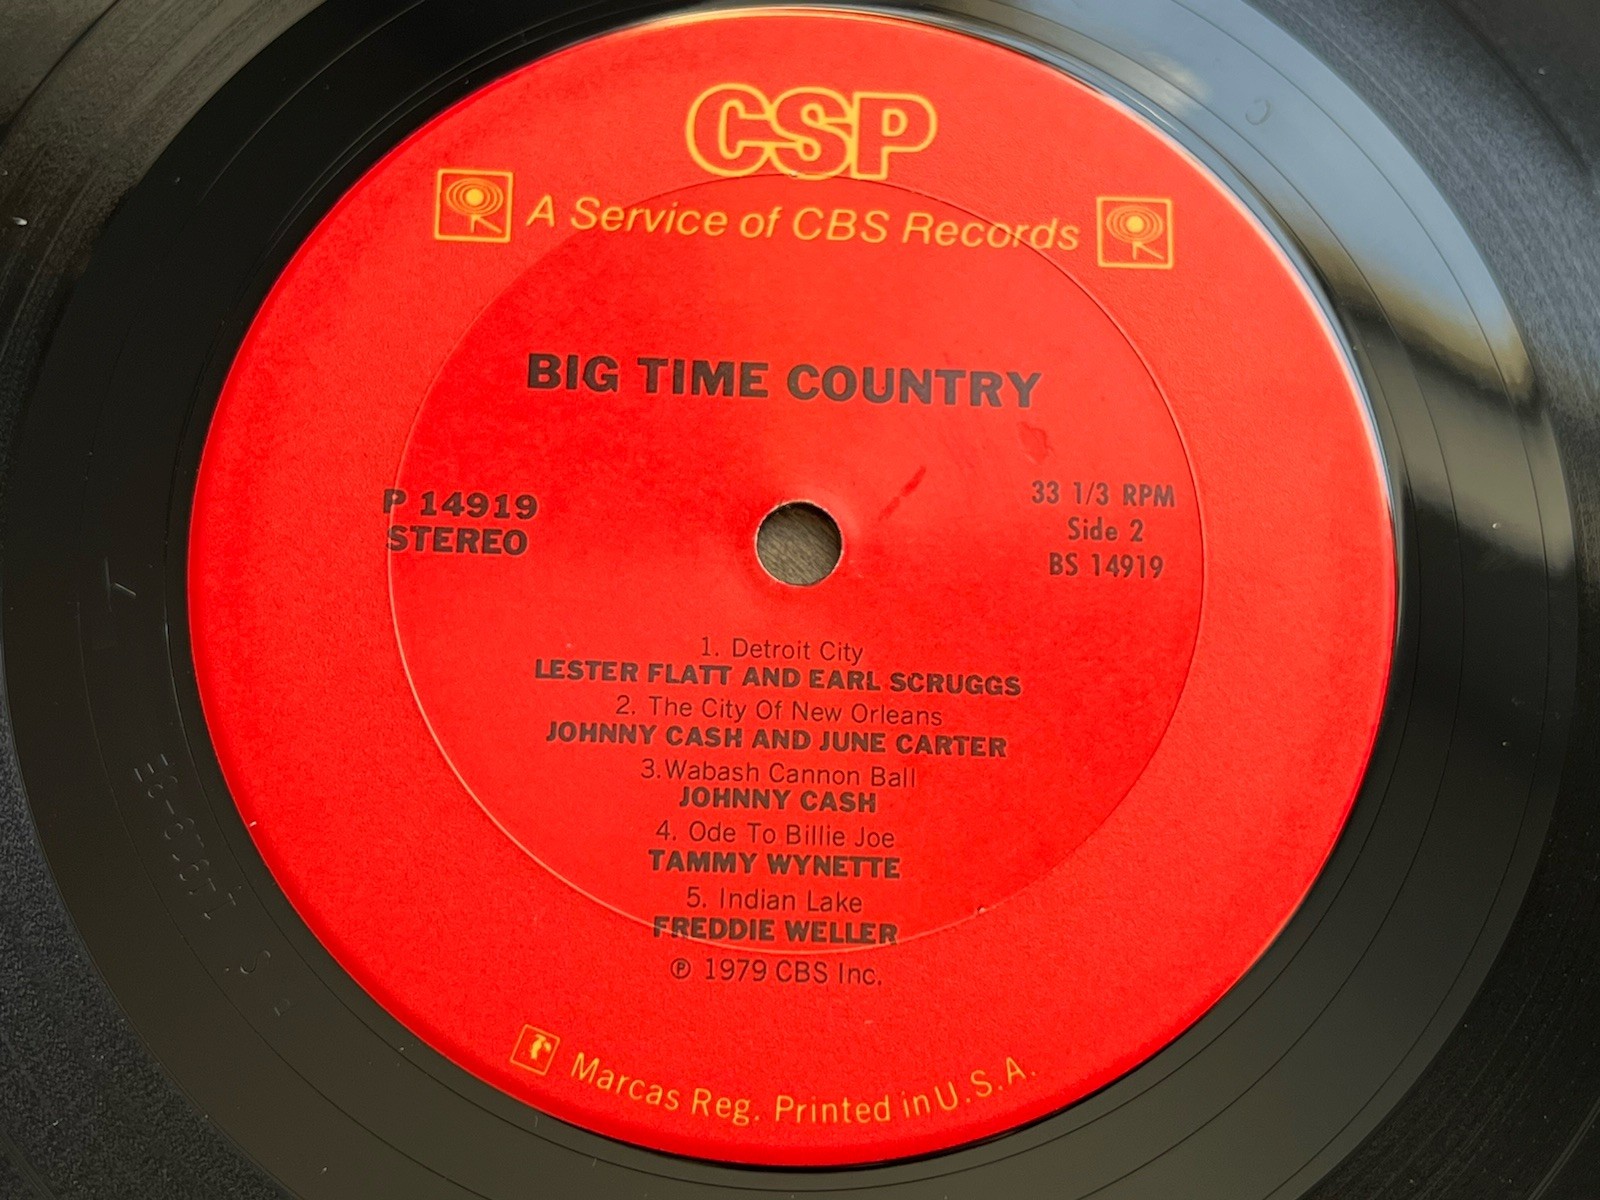 CSP
A Service of CBS Records
BIG TIME COUNTRY
P 14919
STEREO
33 1/3 RPM
Side 2
BS 14919
1. Detroit City
LESTER FLATT AND EARL SCRUGGS
2. The City Of New Orleans
JOHNNY CASH AND JUNE CARTER
3.Wabash Cannon Ball
JOHNNY CASH
4. Ode To Billie Joe
TAMMY WYNETTE
5. Indian Lake
FREDDIE WELLER
℗ 1979 CBS Inc.
Marcas Reg. Printed in U.S.A.